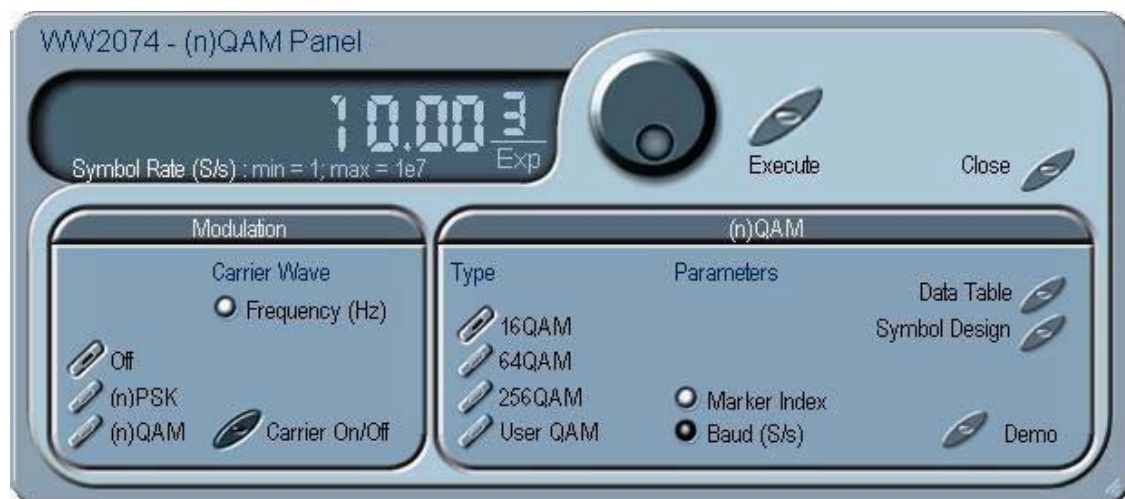 WW2074 - (n)QAM Panel
10.00 3
Exp
Symbol Rate (S/s) : min = 1; max = 1e7
Execute
Close
Modulation
Carrier Wave
Frequency (Hz)
Off
(n)PSK
(n)QAM
Carrier On/Off
(n)QAM
Type
16QAM
64QAM
256QAM
User QAM
Parameters
Marker Index
Baud (S/s)
Data Table
Symbol Design
Demo